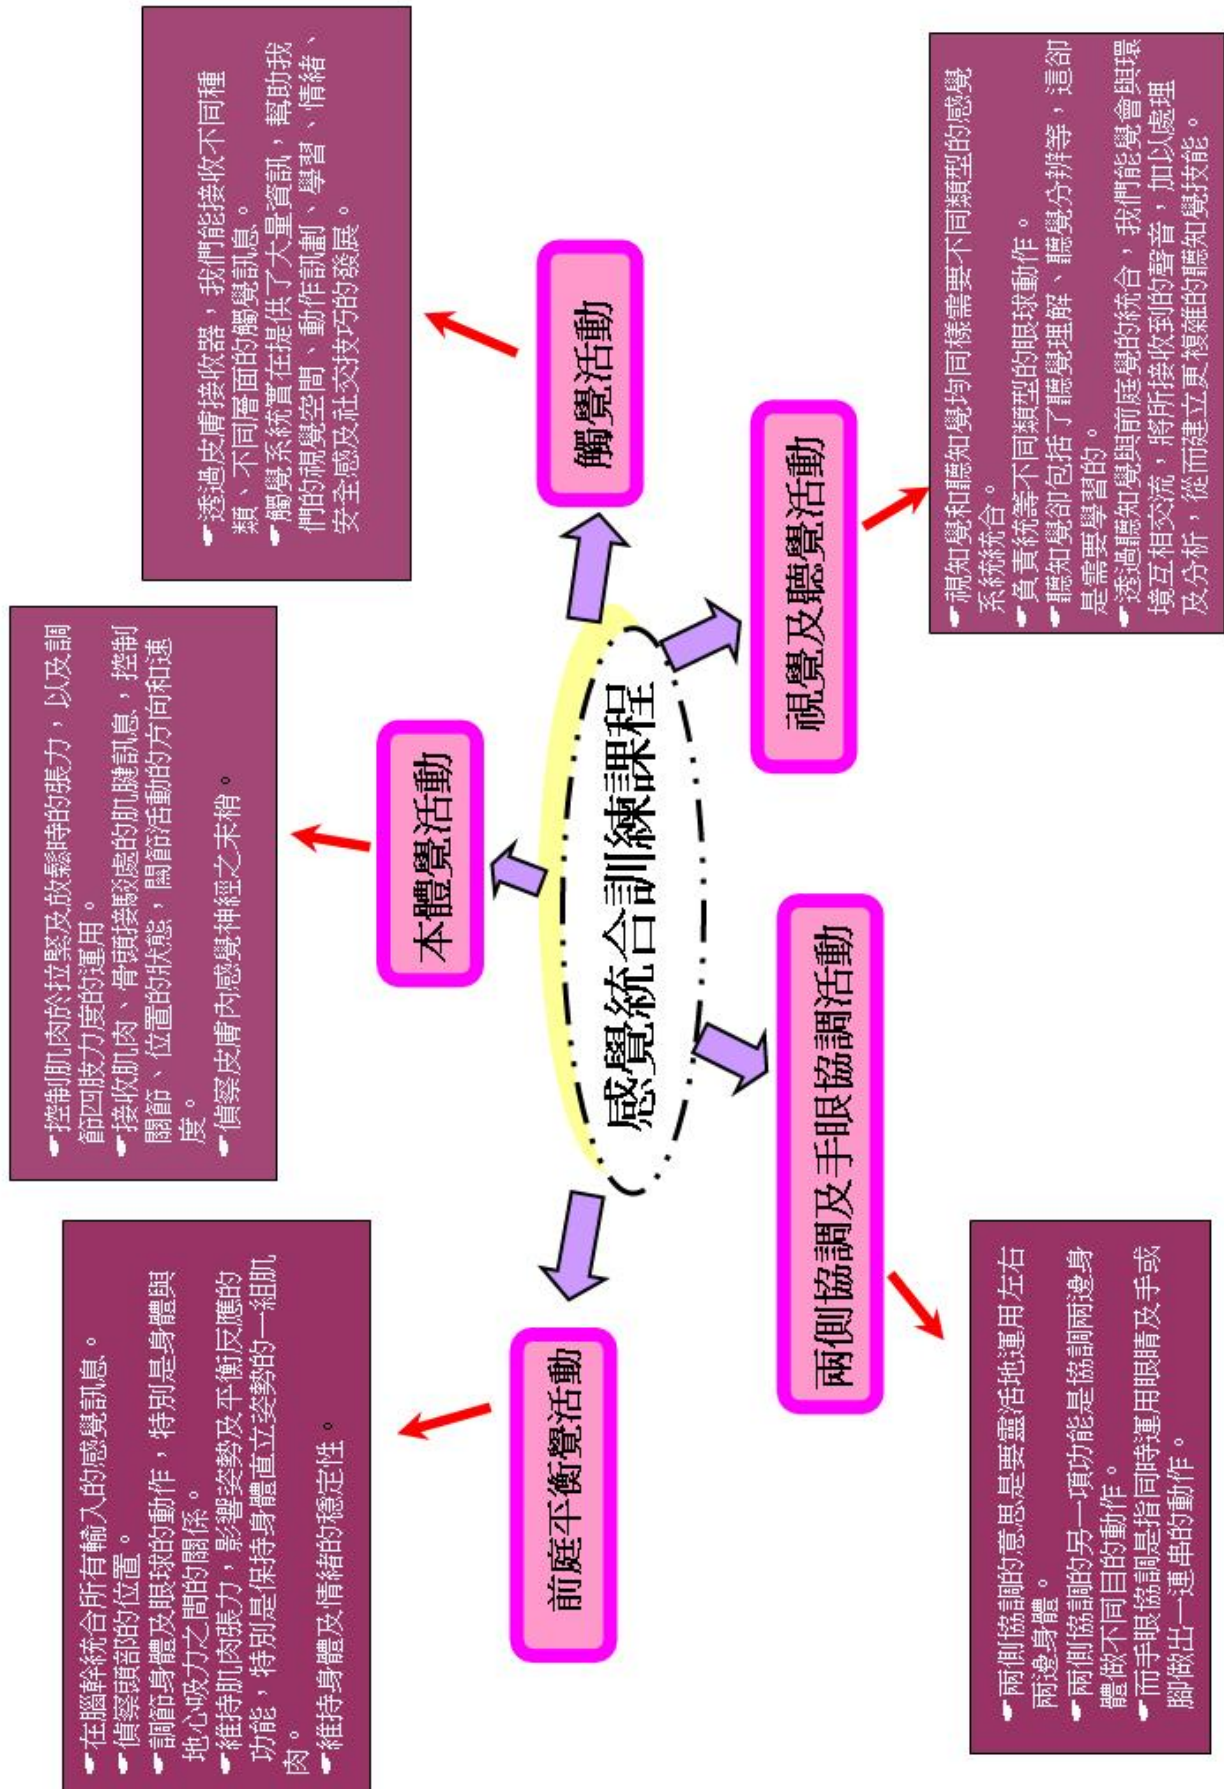 在腦幹統合所有輸入的感覺訊息。
偵察頭部的位置。
調節身體及眼球的動作，特別是身體與
地心吸力之間的關係。
維持肌肉張力，影響姿勢及平衡反應的
功能，特別是保持身體直立姿勢的一組肌
肉。
維持身體及情緒的穩定性。
控制肌肉於拉緊及放鬆時的張力，以及調
節四肢力度的運用。
接收肌肉、骨頭接駁處的肌腱訊息，控制
關節、位置的狀態，關節活動的方向和速
度。
偵察皮膚內感覺神經之末梢。
透過皮膚接收器，我們能接收不同種
類、不同層面的觸覺訊息。
觸覺系統實在提供了大量資訊，幫助我
們的視覺空間、動作計劃、學習、情緒、
安全感及社交技巧的發展。
前庭平衡覺活動
本體覺活動
觸覺活動
感覺統合訓練課程
兩側協調及手眼協調活動
視覺及聽覺活動
兩側協調的意思是要靈活地運用左右
兩邊身體。
兩側協調的另一項功能是協調兩邊身
體做不同目的動作。
而手眼協調是指同時運用眼睛及手或
腳做出一連串的動作。
視知覺和聽知覺均同樣需要不同類型的感覺
系統統合。
負責統籌不同類型的眼球動作。
聽知覺卻包括了聽覺理解、聽覺分辨等，這卻
是需要學習的。
透過聽知覺與前庭覺的統合，我們能覺會與環
境互相交流，將所接收到的聲音，加以處理
及分析，從而建立更複雜的聽知覺技能。